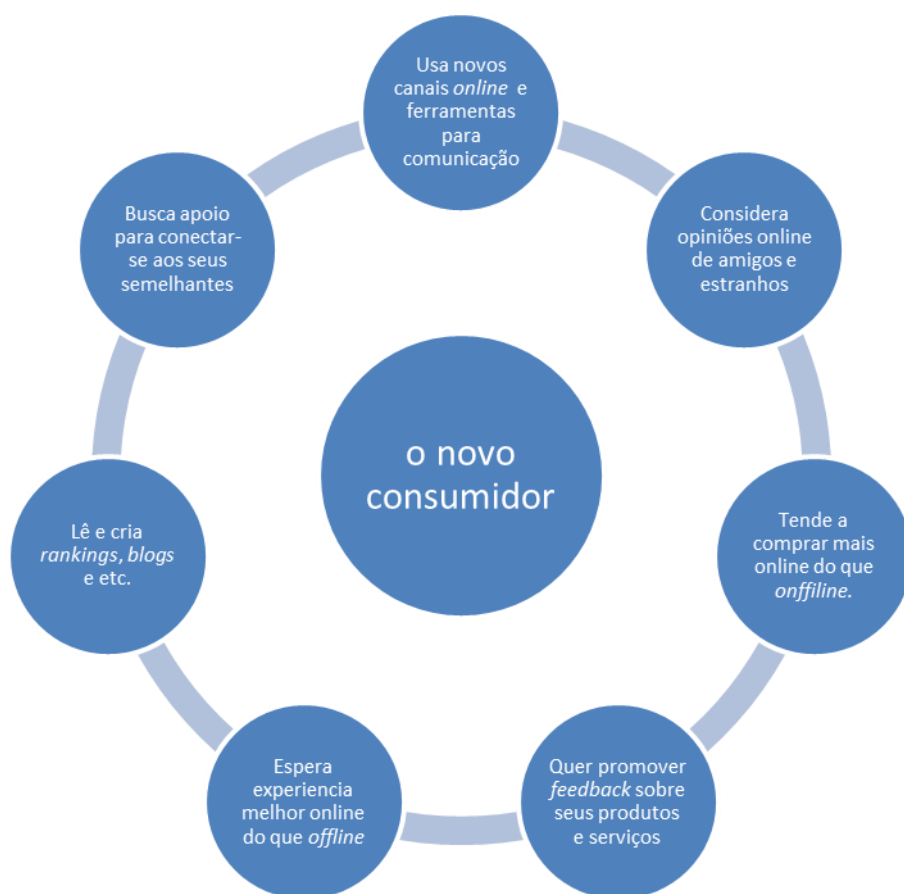 Usa novos
canais online e
ferramentas
para
comunicação
Considera
opiniões online
de amigos e
estranhos
Tende a
comprar mais
online do que
onffiline.
Quer promover
feedback sobre
seus produtos
e serviços
Espera
experiencia
melhor online
do que offline
Lê e cria
rankings, blogs
e etc.
Busca apoio
para conectar-
se aos seus
semelhantes
o novo
consumidor